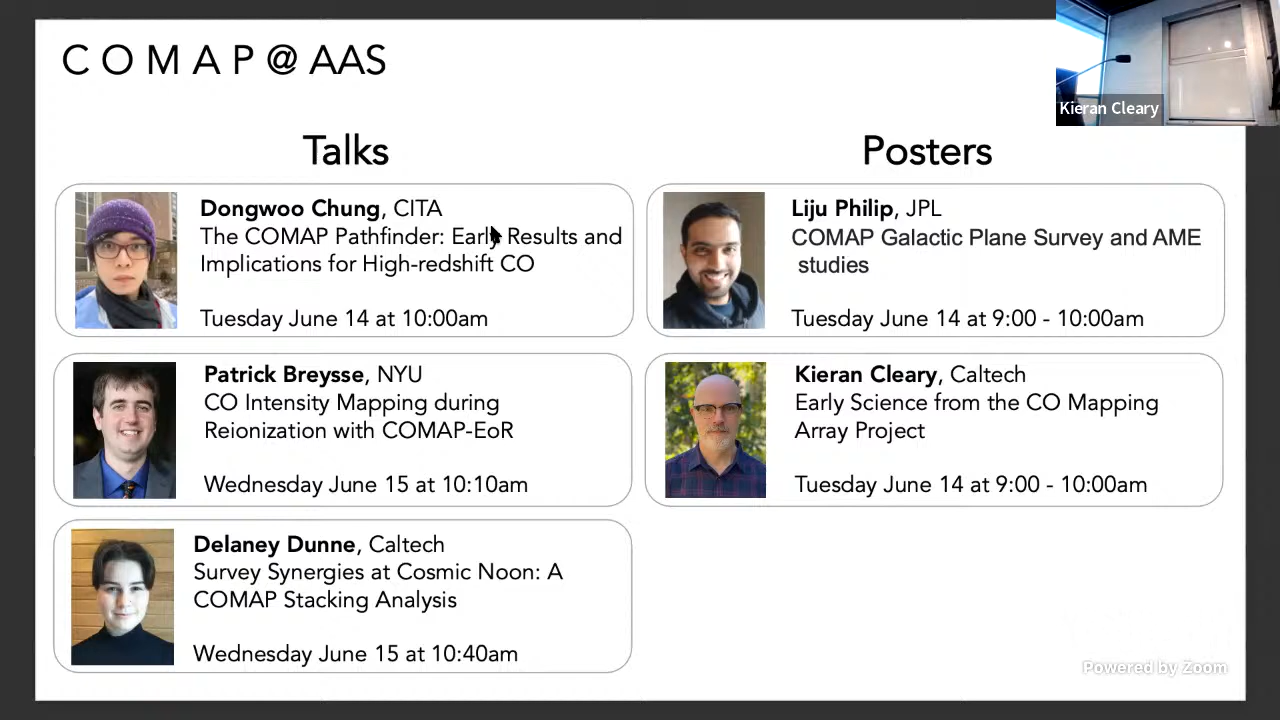 C O M A P @ AAS
Kieran Cleary
Talks
Dongwoo Chung, CITA
The COMAP Pathfinder: Early Results and
Implications for High-redshift CO
Tuesday June 14 at 10:00am
Patrick Breysse, NYU
CO Intensity Mapping during
Reionization with COMAP-EoR
Wednesday June 15 at 10:10am
Delaney Dunne, Caltech
Survey Synergies at Cosmic Noon: A
COMAP Stacking Analysis
Wednesday June 15 at 10:40am
Posters
Liju Philip, JPL
COMAP Galactic Plane Survey and AME
studies
Tuesday June 14 at 9:00 - 10:00am
Kieran Cleary, Caltech
Early Science from the CO Mapping
Array Project
Tuesday June 14 at 9:00 - 10:00am
Powered by Zoom